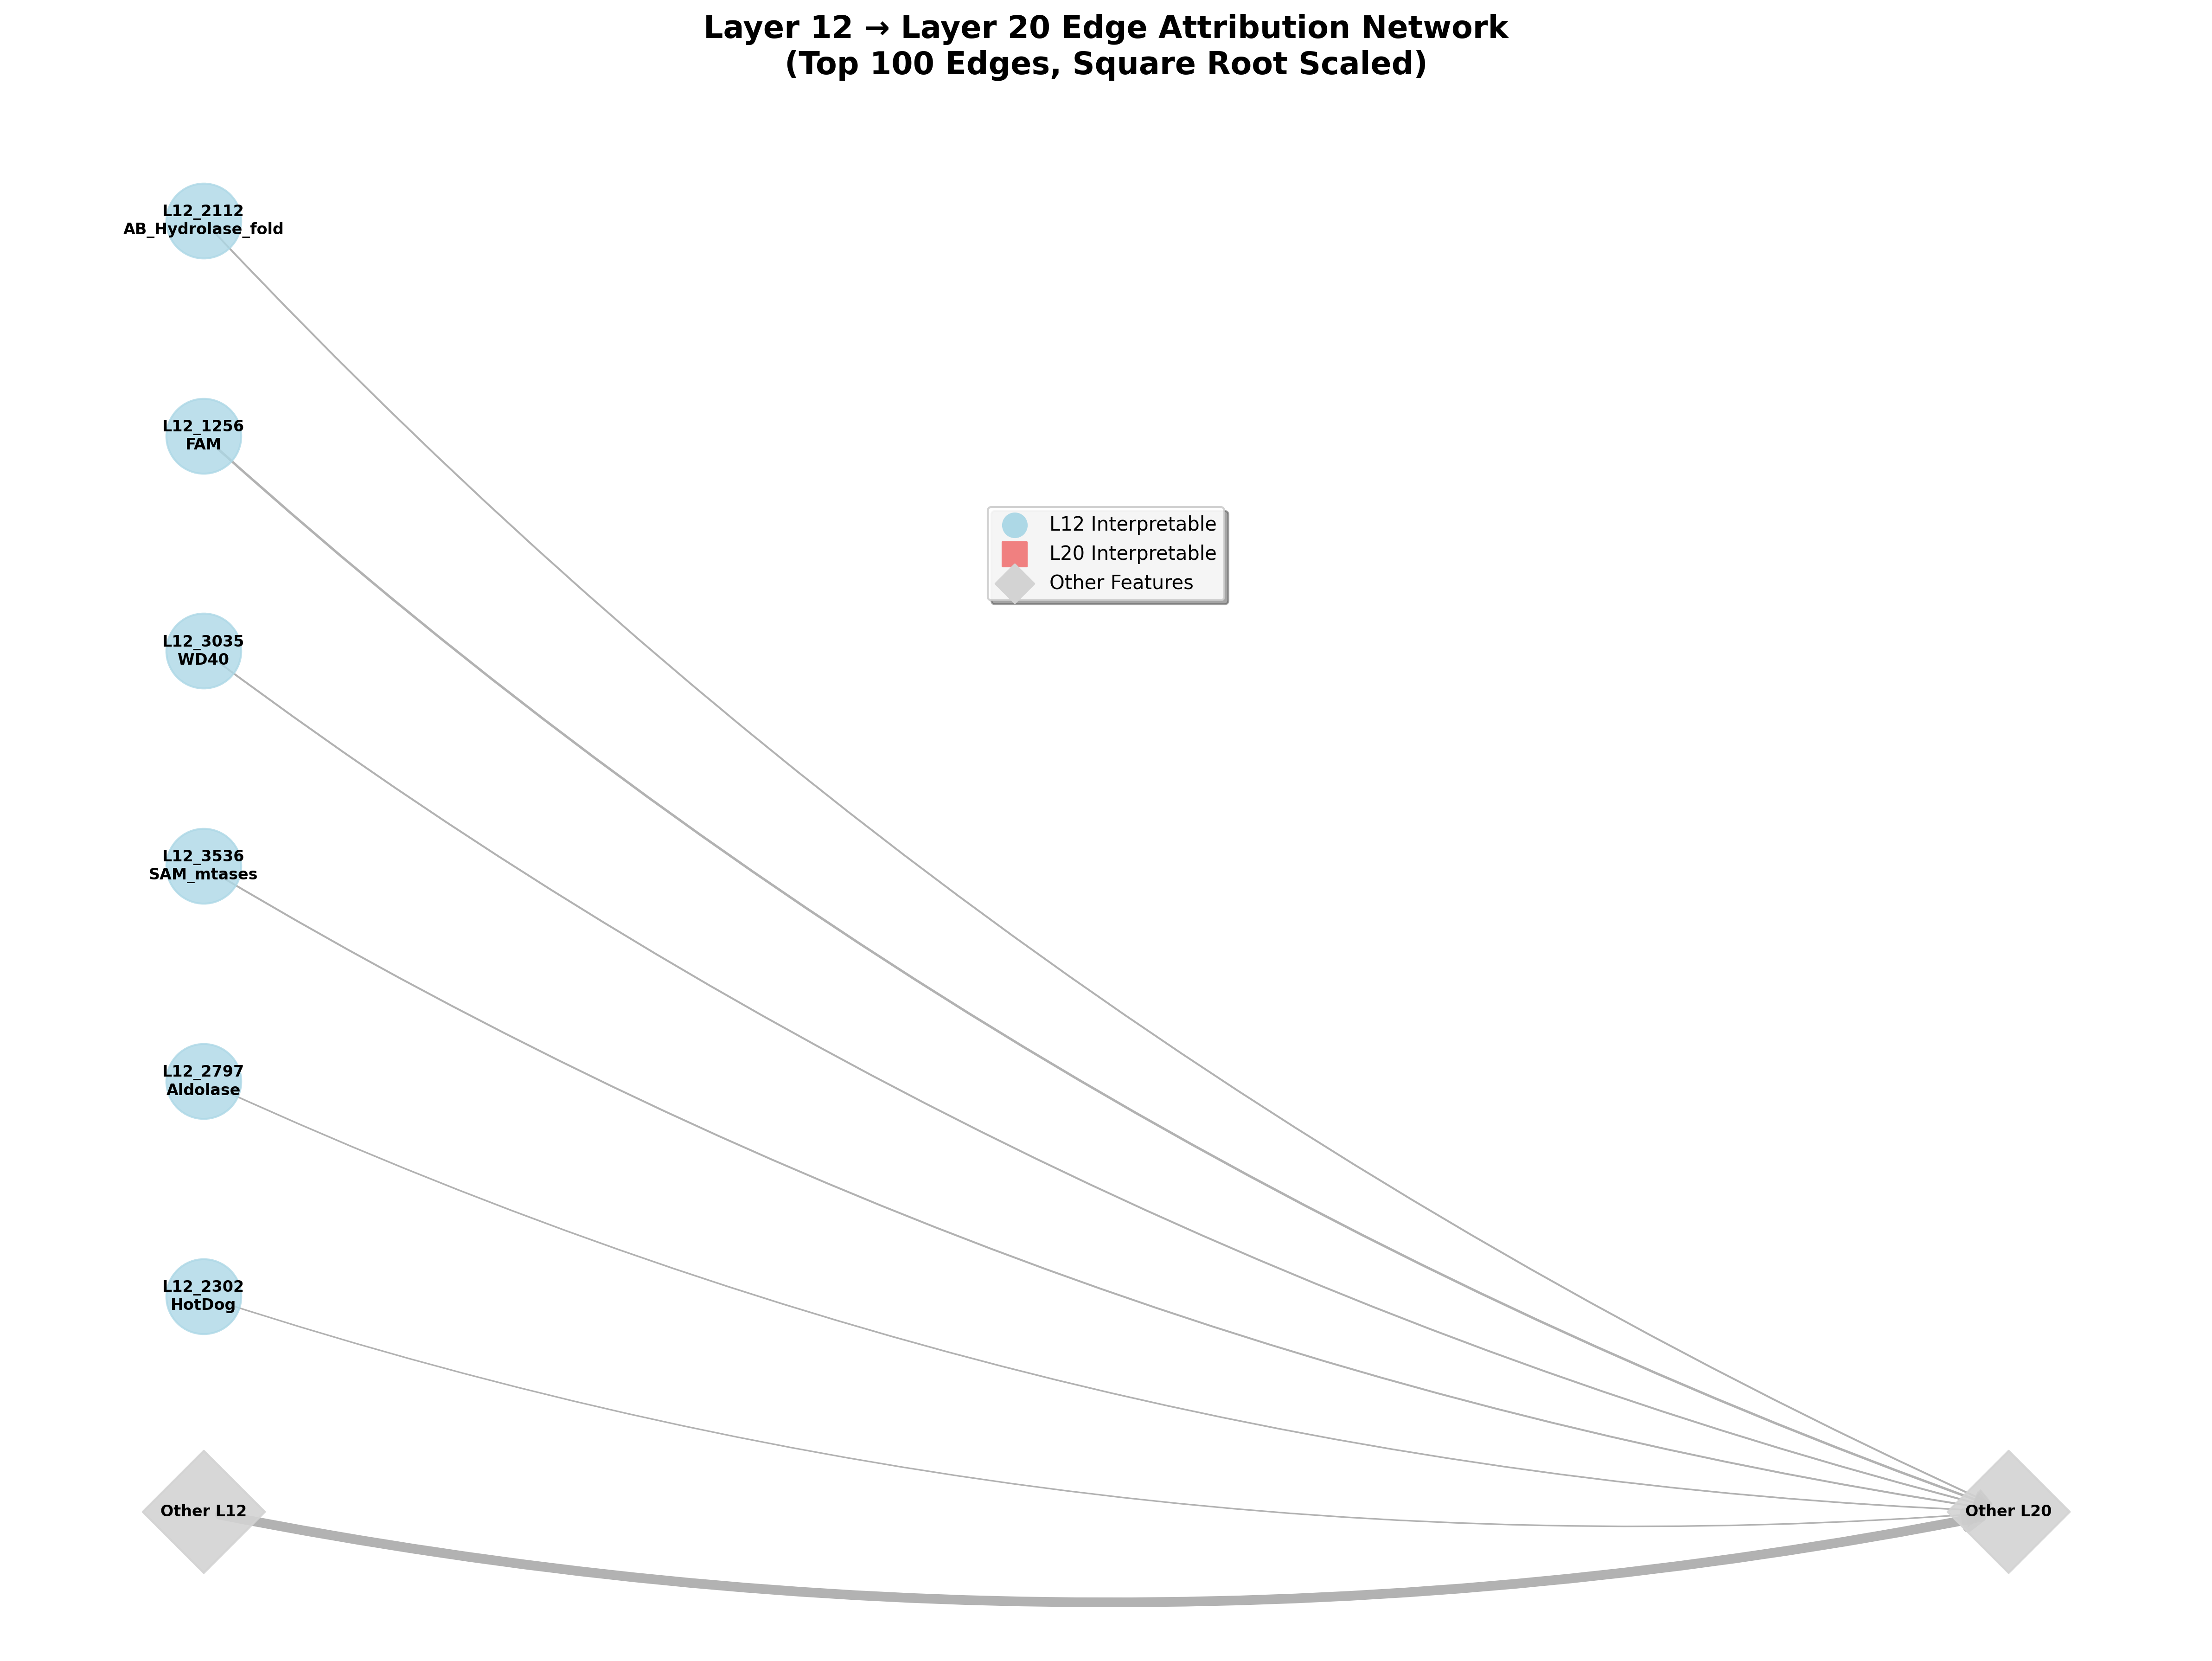 Layer 12 → Layer 20 Edge Attribution Network
(Top 100 Edges, Square Root Scaled)
L12_2112
AB_Hydrolase_fold
L12_1256
FAM
L12 Interpretable
L20 Interpretable
Other Features
L12_3035
WD40
L12_3536
SAM_mtases
L12_2797
Aldolase
L12_2302
HotDog
Other L12
Other L20